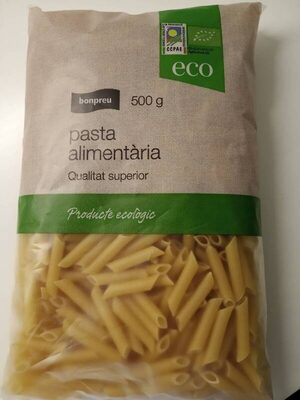 CCPAE
eco
bonpreu
500 g
pasta
alimentària
Qualitat superior
Producte ecològic